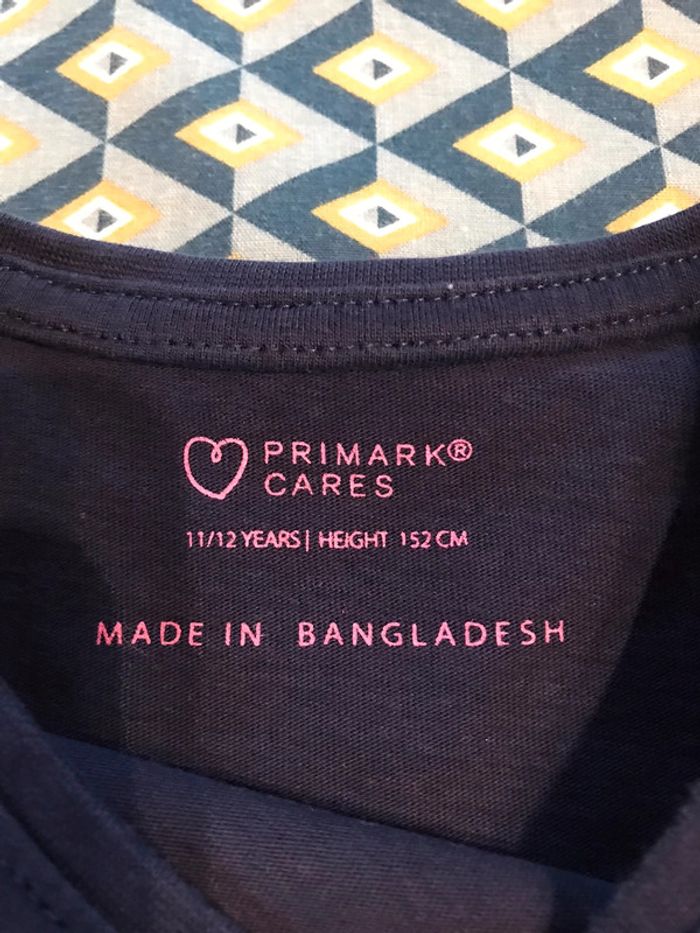 PRIMARK®
CARES
11/12 YEARS | HEIGHT 152 CM
MADE IN BANGLADESH